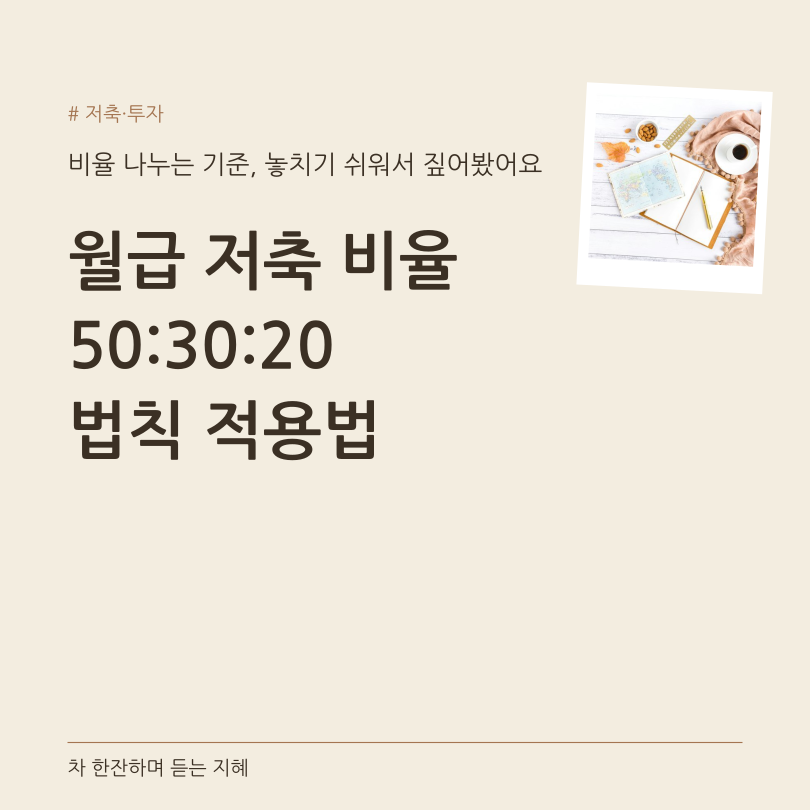 # 저축·투자
비율 나누는 기준, 놓치기 쉬워서 짚어봤어요
월급 저축 비율
50:30:20
법칙 적용법
차 한잔하며 듣는 지혜